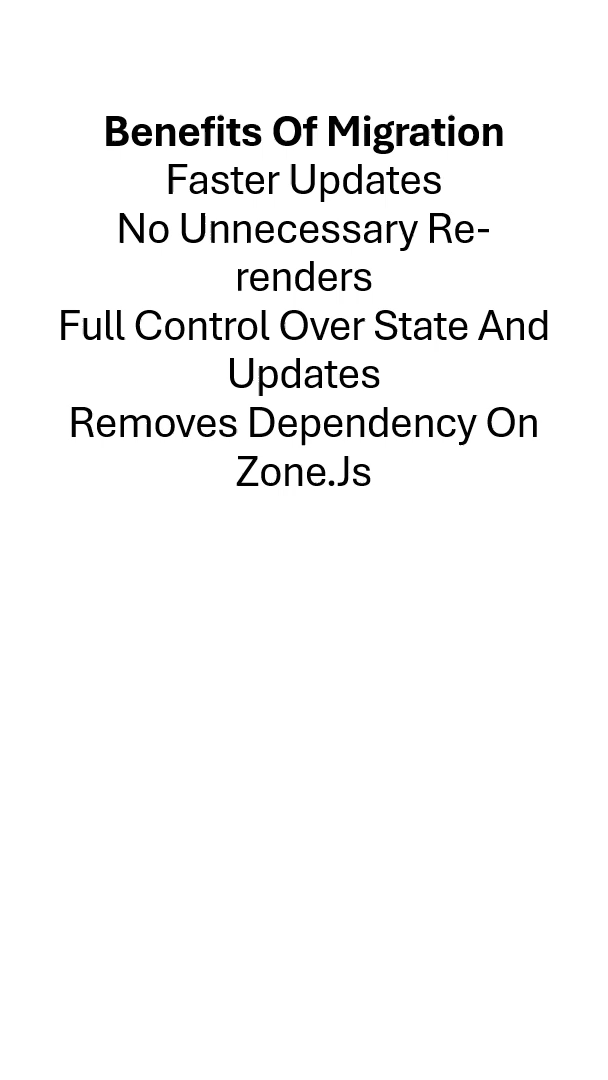 Benefits Of Migration
Faster Updates
No Unnecessary Re-
renders
Full Control Over State And
Updates
Removes Dependency On
Zone.Js